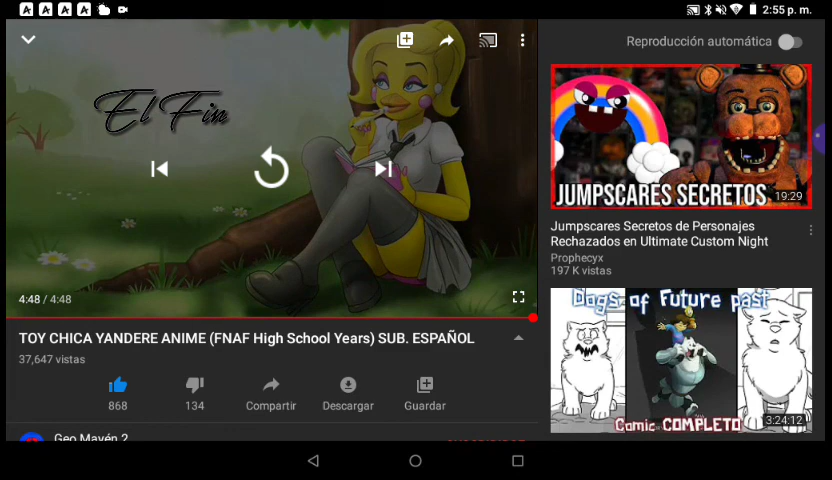 2:55 p. m.
Reproducción automática
El Fin
JUMPSCARES SECRETOS
19:29
Jumpscares Secretos de Personajes
Rechazados en Ultimate Custom Night
Prophecyx
197 K vistas
4:48 / 4:48
Dogs of Future past
Comic COMPLETO
3:24:12
TOY CHICA YANDERE ANIME (FNAF High School Years) SUB. ESPAÑOL
37,647 vistas
868
134
Compartir
Descargar
Guardar
Geo Mayén 2